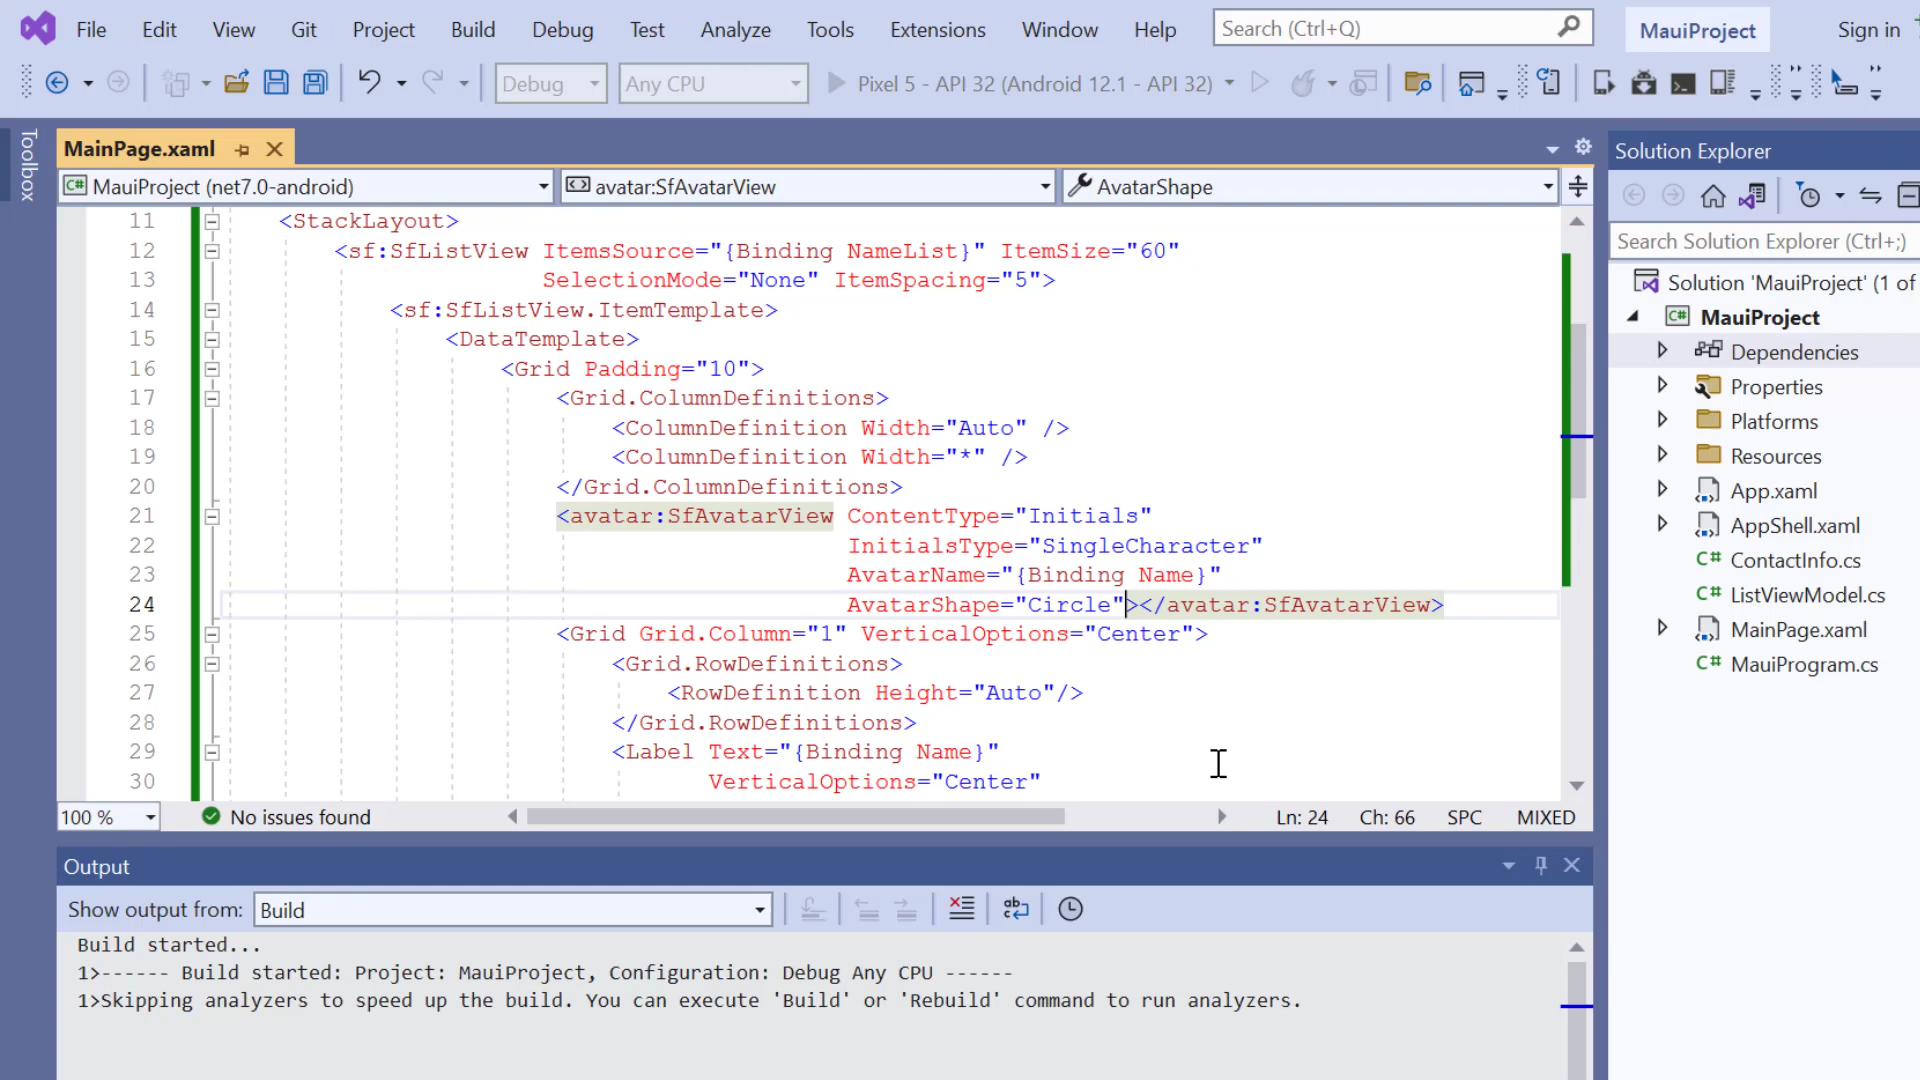 File Edit View Git Project Build Debug Test Analyze Tools Extensions Window Help Search (Ctrl+Q) MauiProject Sign in
Debug Any CPU Pixel 5 - API 32 (Android 12.1 - API 32)
Toolbox
MainPage.xaml
MauiProject (net7.0-android) avatar:SfAvatarView AvatarShape
11 <StackLayout>
12 <sf:SfListView ItemsSource="{Binding NameList}" ItemSize="60"
13 SelectionMode="None" ItemSpacing="5">
14 <sf:SfListView.ItemTemplate>
15 <DataTemplate>
16 <Grid Padding="10">
17 <Grid.ColumnDefinitions>
18 <ColumnDefinition Width="Auto" />
19 <ColumnDefinition Width="*" />
20 </Grid.ColumnDefinitions>
21 <avatar:SfAvatarView ContentType="Initials"
22 InitialsType="SingleCharacter"
23 AvatarName="{Binding Name}"
24 AvatarShape="Circle"></avatar:SfAvatarView>
25 <Grid Grid.Column="1" VerticalOptions="Center">
26 <Grid.RowDefinitions>
27 <RowDefinition Height="Auto"/>
28 </Grid.RowDefinitions>
29 <Label Text="{Binding Name}"
30 VerticalOptions="Center"
100 % No issues found Ln: 24 Ch: 66 SPC MIXED
Output
Show output from: Build
Build started...
1>------ Build started: Project: MauiProject, Configuration: Debug Any CPU ------
1>Skipping analyzers to speed up the build. You can execute 'Build' or 'Rebuild' command to run analyzers.
Solution Explorer
Search Solution Explorer (Ctrl+;)
Solution 'MauiProject' (1 of
MauiProject
Dependencies
Properties
Platforms
Resources
App.xaml
AppShell.xaml
C# ContactInfo.cs
C# ListViewModel.cs
MainPage.xaml
C# MauiProgram.cs